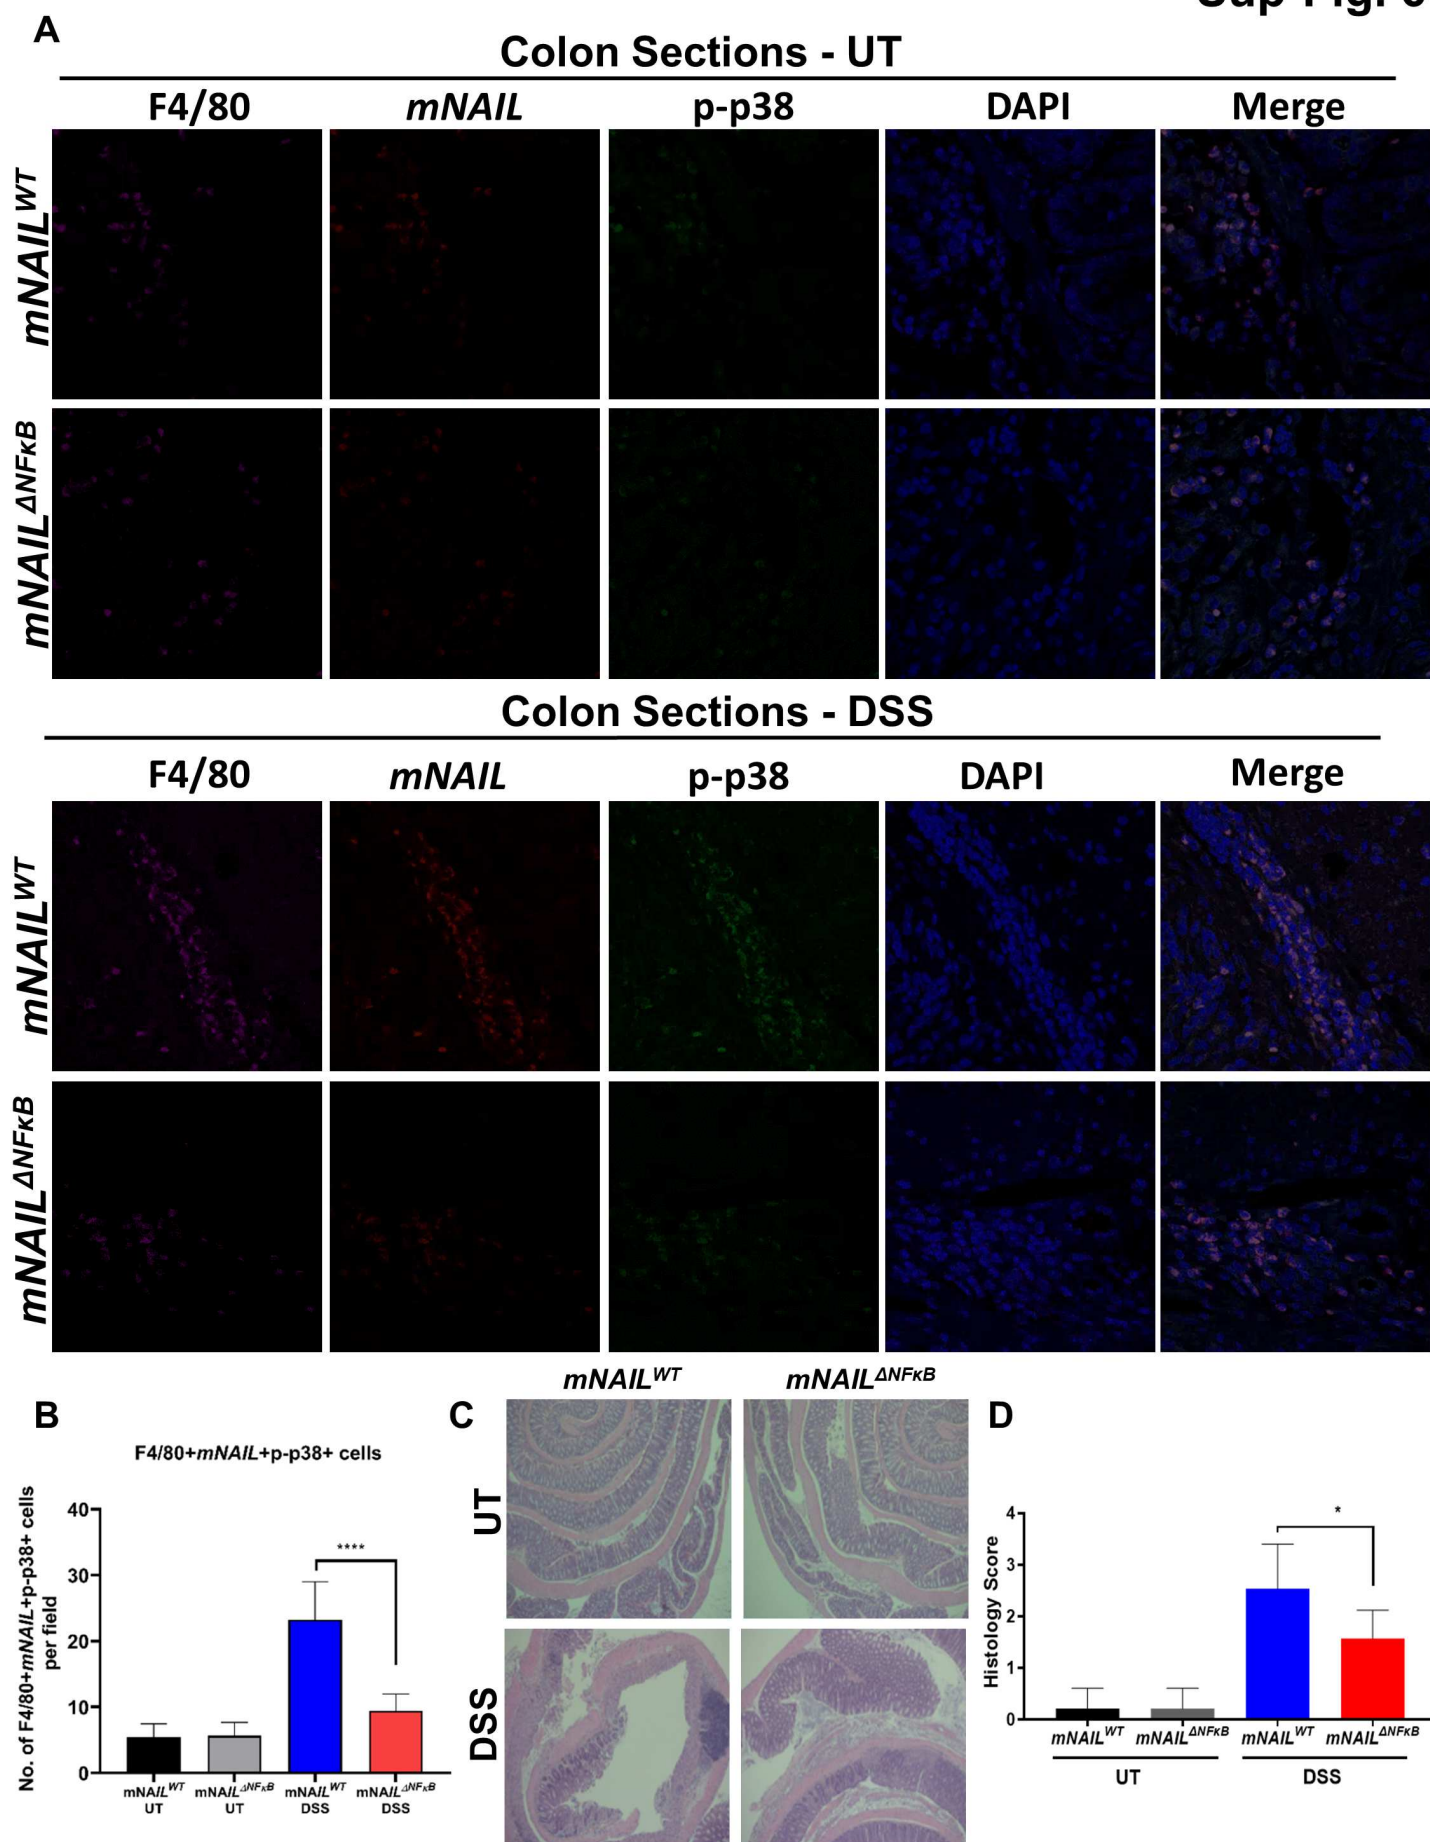 A
Colon Sections - UT
F4/80 mNAIL p-p38 DAPI Merge
mNAIL^WT
mNAIL^ΔNFκB
Colon Sections - DSS
F4/80 mNAIL p-p38 DAPI Merge
mNAIL^WT
mNAIL^ΔNFκB
B
F4/80+mNAIL+p-p38+ cells
No. of F4/80+mNAIL+p-p38+ cells
per field
40
30
20
10
0
****
mNAIL^WT mNAIL^ΔNFκB mNAIL^WT mNAIL^ΔNFκB
UT UT DSS DSS
C
mNAIL^WT mNAIL^ΔNFκB
UT
DSS
D
Histology Score
4
3
2
1
0
*
mNAIL^WT mNAIL^ΔNFκB mNAIL^WT mNAIL^ΔNFκB
UT DSS